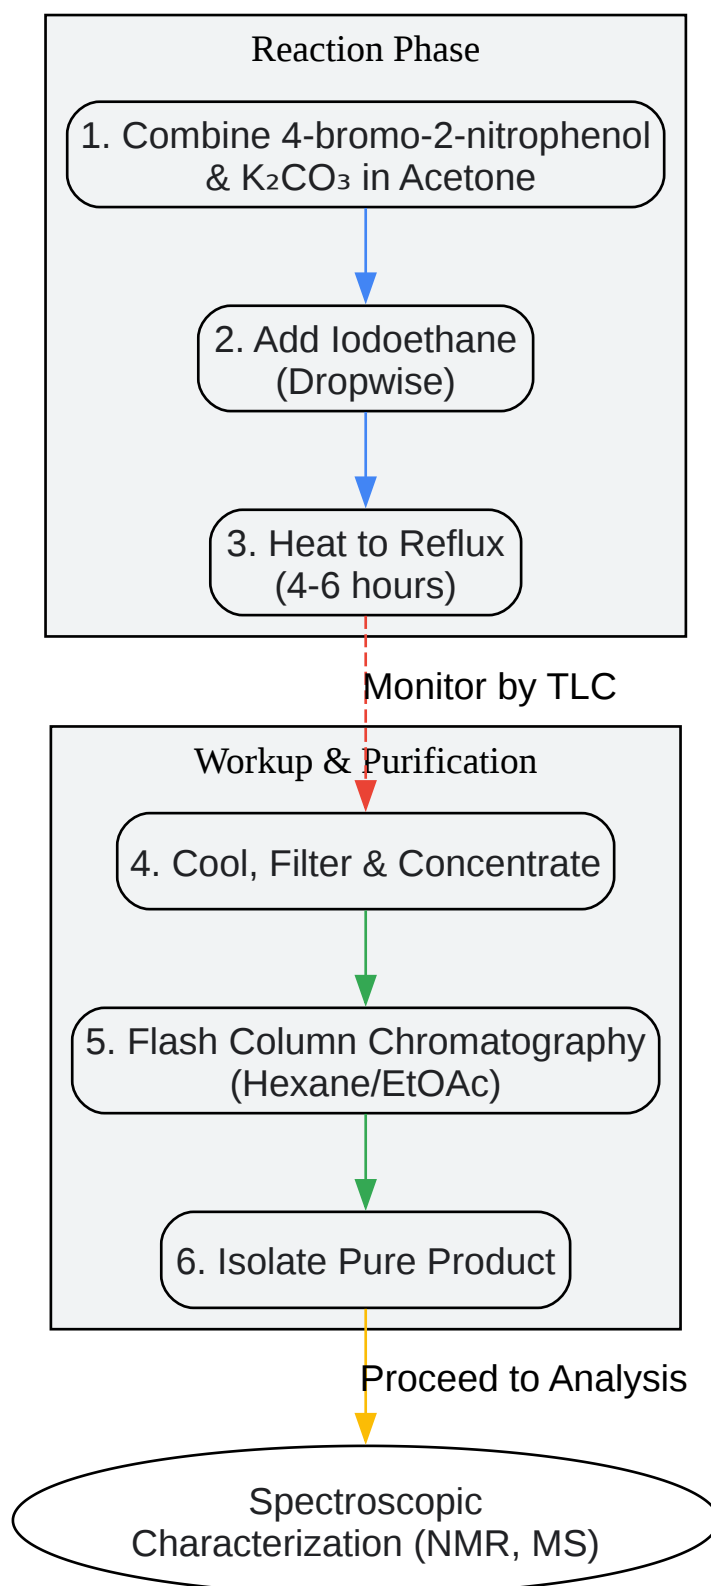 Reaction Phase
1. Combine 4-bromo-2-nitrophenol
& K₂CO₃ in Acetone
2. Add Iodoethane
(Dropwise)
3. Heat to Reflux
(4-6 hours)
Monitor by TLC
Workup & Purification
4. Cool, Filter & Concentrate
5. Flash Column Chromatography
(Hexane/EtOAc)
6. Isolate Pure Product
Proceed to Analysis
Spectroscopic
Characterization (NMR, MS)